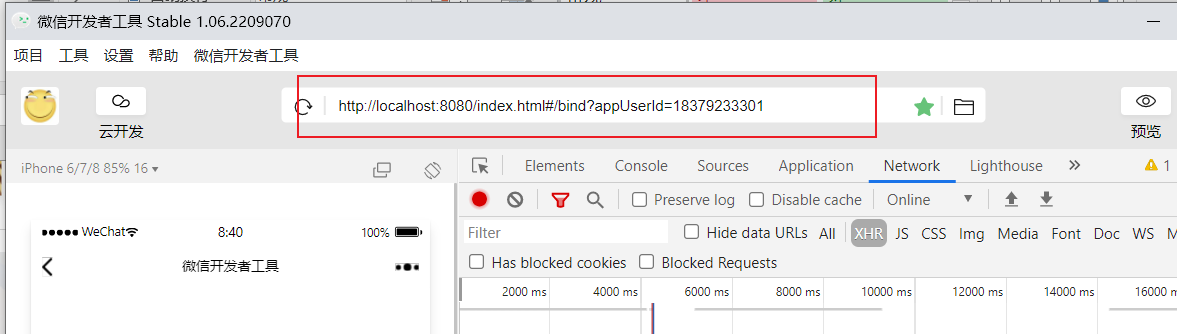 微信开发者工具 Stable 1.06.2209070
项目 工具 设置 帮助 微信开发者工具
http://localhost:8080/index.html#/bind?appUserId=18379233301
云开发
预览
iPhone 6/7/8 85% 16
Elements Console Sources Application Network Lighthouse 1
Preserve log Disable cache Online
Filter Hide data URLs All XHR JS CSS Img Media Font Doc WS M
Has blocked cookies Blocked Requests
2000 ms 4000 ms 6000 ms 8000 ms 10000 ms 12000 ms 14000 ms 16000
WeChat 8:40 100%
微信开发者工具